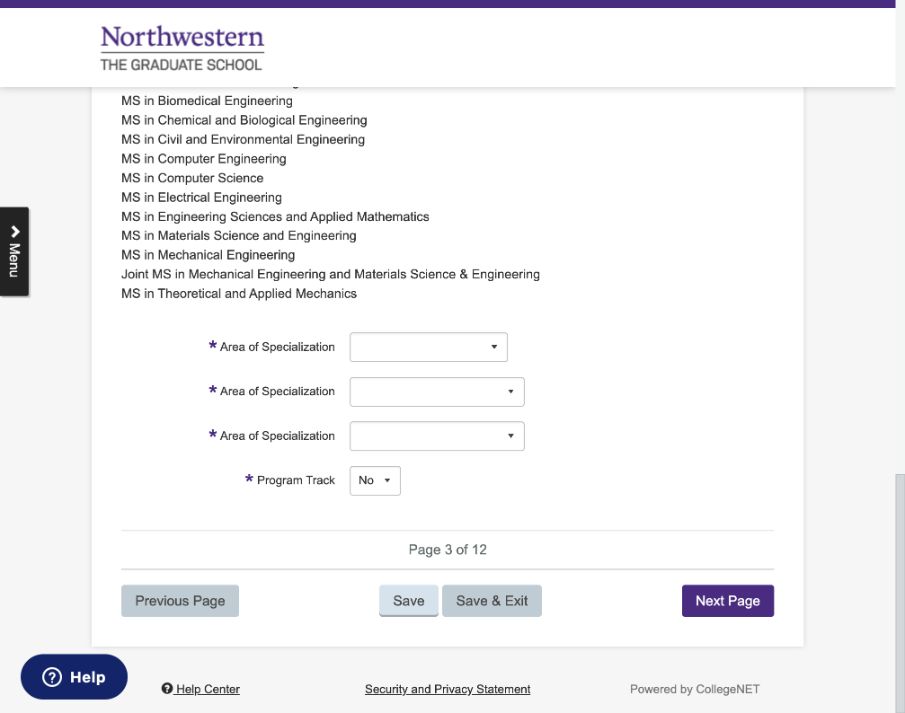 Northwestern
THE GRADUATE SCHOOL
MS in Biomedical Engineering
MS in Chemical and Biological Engineering
MS in Civil and Environmental Engineering
MS in Computer Engineering
MS in Computer Science
MS in Electrical Engineering
MS in Engineering Sciences and Applied Mathematics
MS in Materials Science and Engineering
MS in Mechanical Engineering
Joint MS in Mechanical Engineering and Materials Science & Engineering
MS in Theoretical and Applied Mechanics
Menu
* Area of Specialization
* Area of Specialization
* Area of Specialization
* Program Track No
Page 3 of 12
Previous Page Save Save & Exit Next Page
Help
Help Center Security and Privacy Statement Powered by CollegeNET